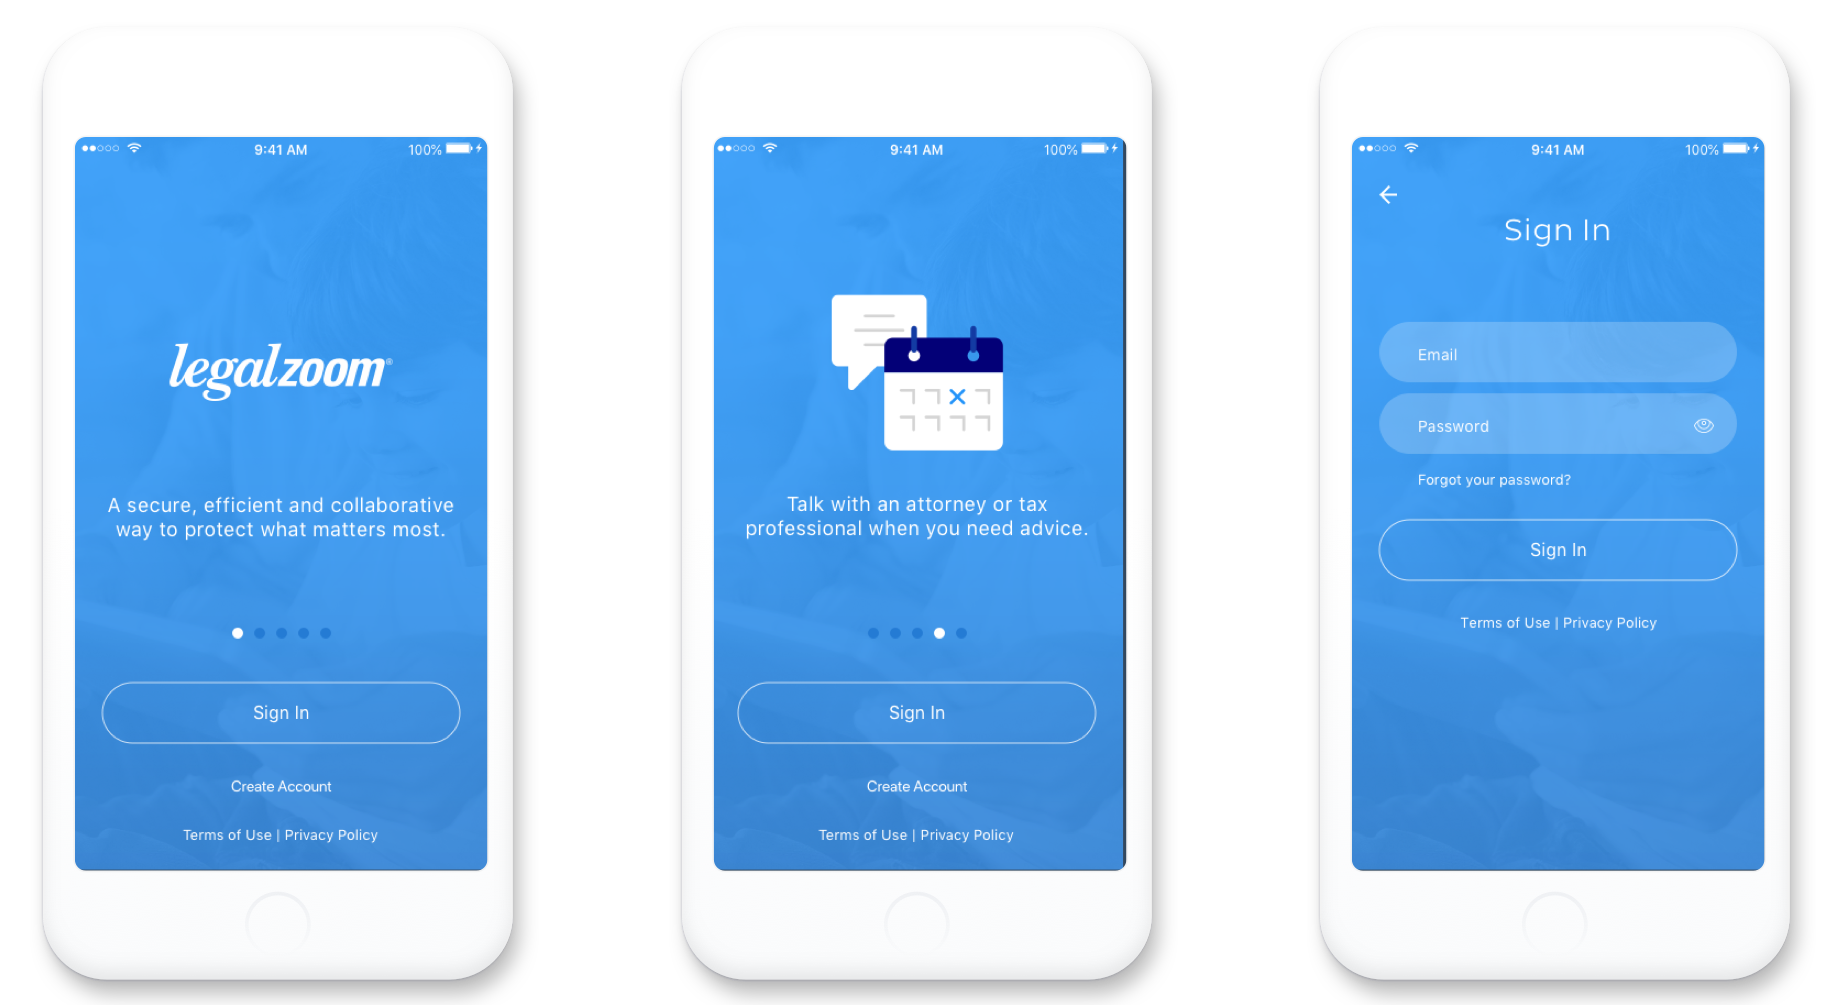 9:41 AM
100%
legalzoom®
A secure, efficient and collaborative
way to protect what matters most.
Sign In
Create Account
Terms of Use | Privacy Policy
9:41 AM
100%
Talk with an attorney or tax
professional when you need advice.
Sign In
Create Account
Terms of Use | Privacy Policy
9:41 AM
100%
Sign In
Email
Password
Forgot your password?
Sign In
Terms of Use | Privacy Policy